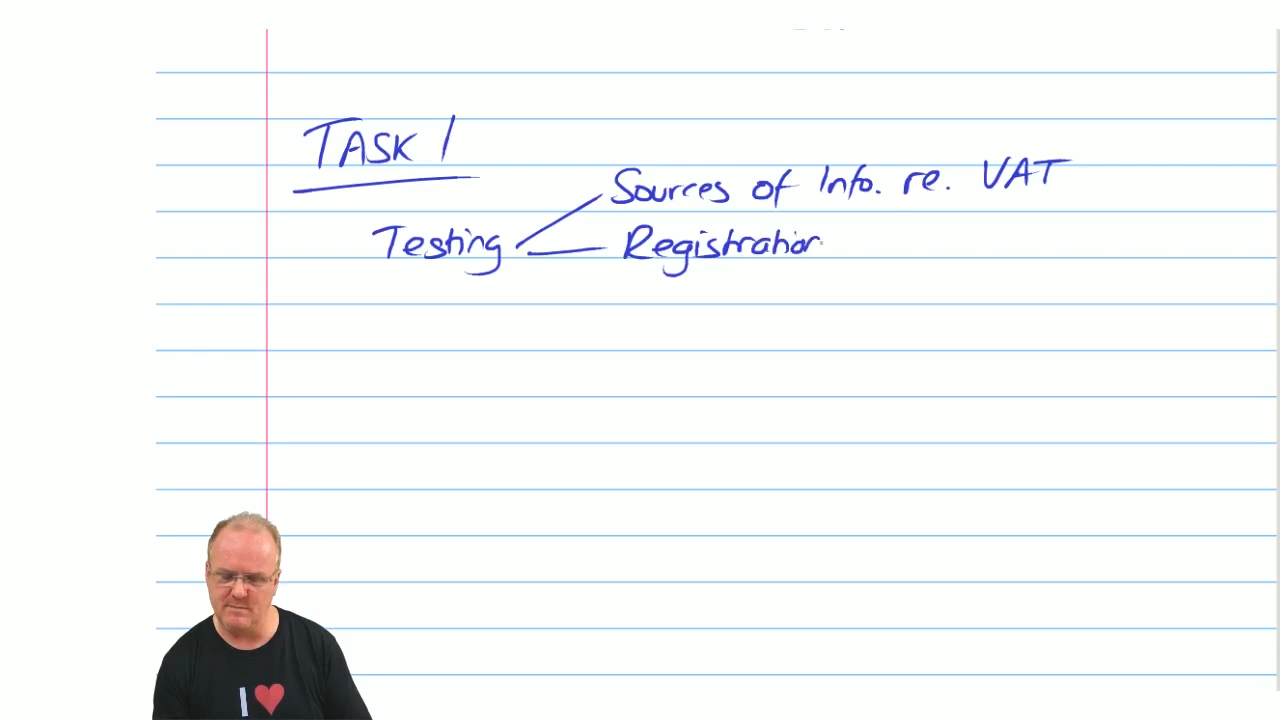 TASK 1
Sources of Info. re. VAT
Testing Registration
I ❤